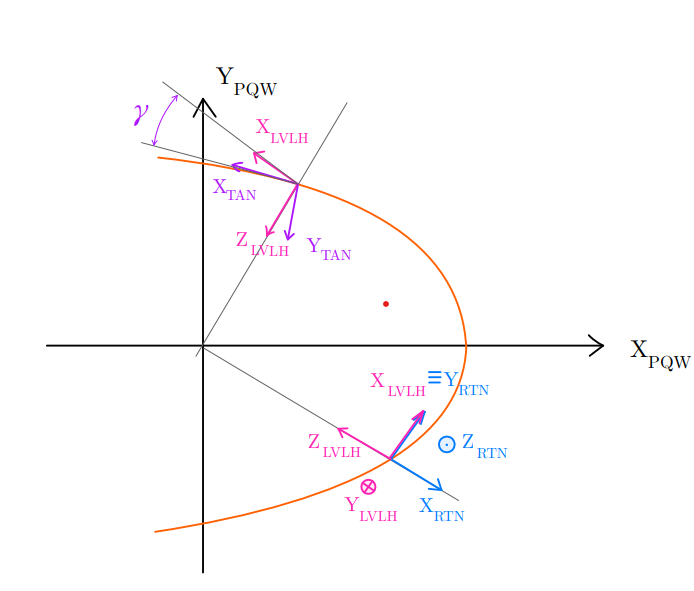 Y_PQW
γ
X_LVLH
X_TAN
Z_LVLH
Y_TAN
X_PQW
X_LVLH ≡ Y_RTN
Z_LVLH
Z_RTN
Y_LVLH
X_RTN